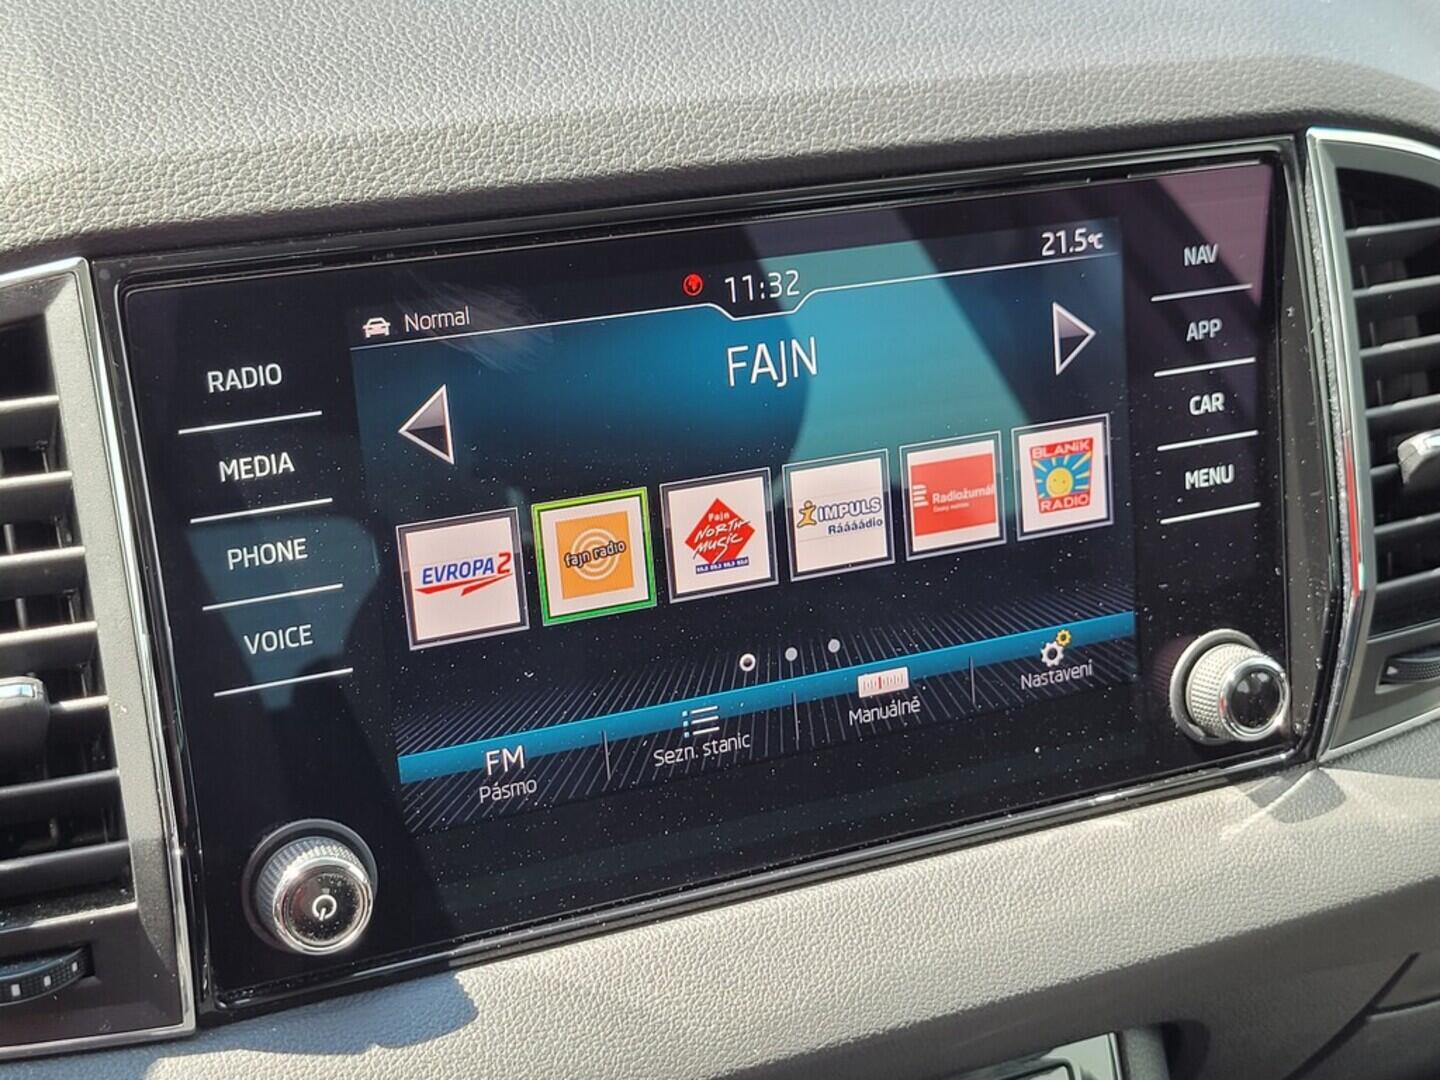 21.5°C
11:32
Normal
FAJN
RADIO
MEDIA
PHONE
VOICE
NAV
APP
CAR
MENU
EVROPA 2
fajn radio
Fajn
NORTH
MUSIC
IMPULS
Ráááádio
Radiožurnál
BLANÍK
RADIO
FM
Pásmo
Sezn. stanic
Manuálně
Nastavení